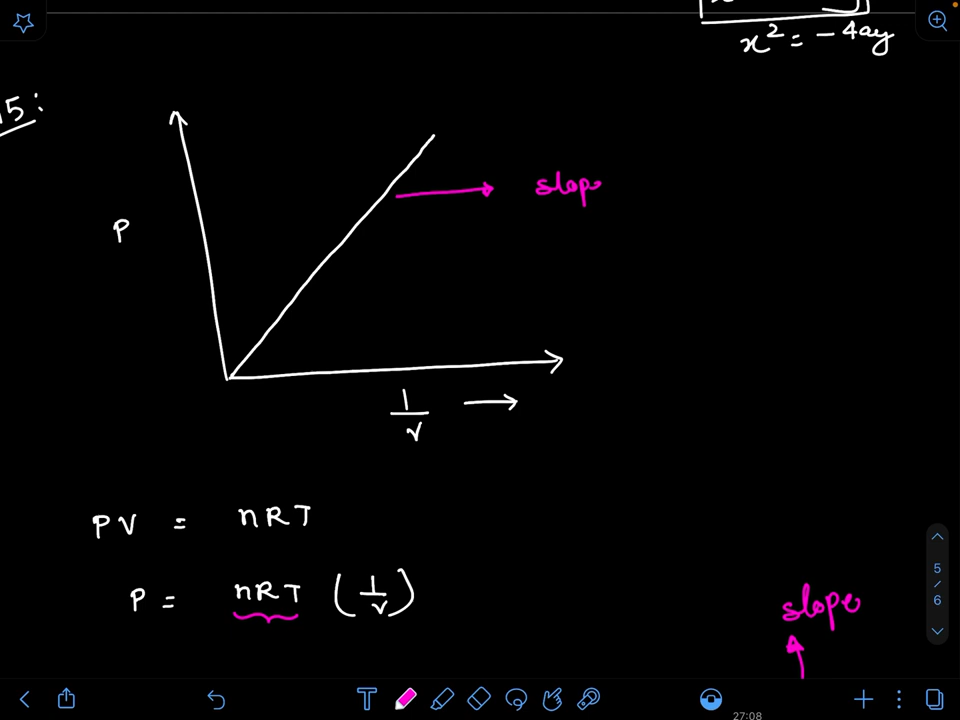 x² = -4ay
15:
slope
P
1/v
PV = nRT
P = nRT (1/v)
slope
5
/
6
27:08